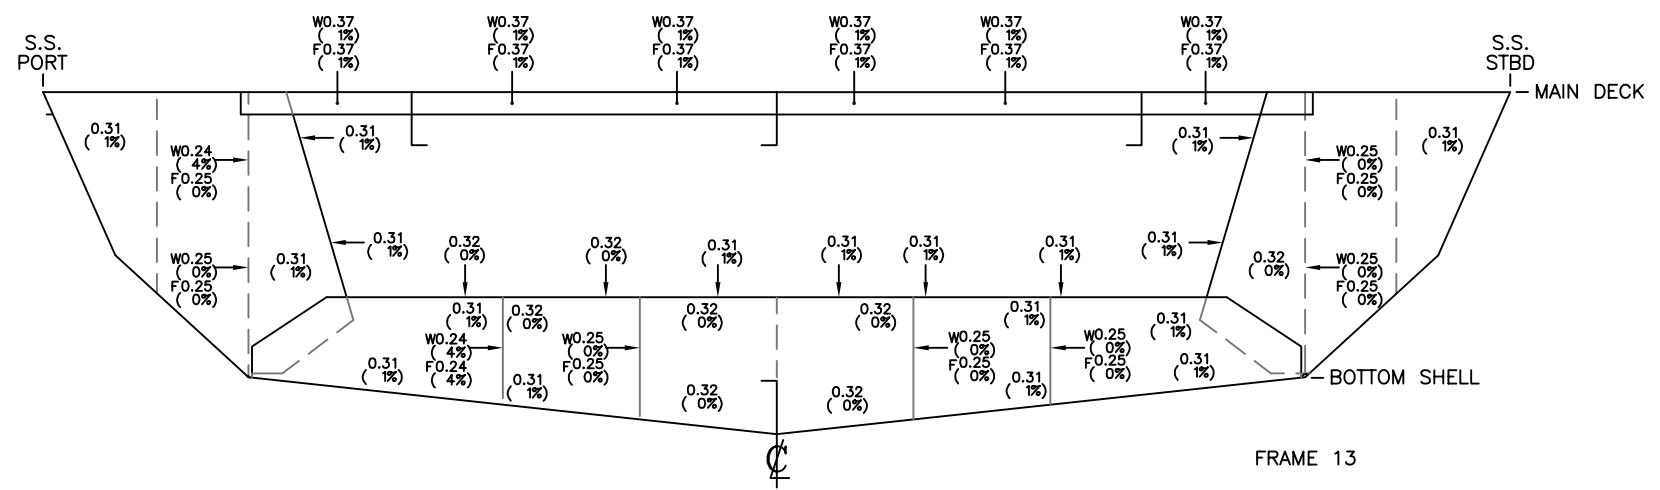 W0.37
( 1%)
F0.37
( 1%)
W0.37
( 1%)
F0.37
( 1%)
W0.37
( 1%)
F0.37
( 1%)
W0.37
( 1%)
F0.37
( 1%)
W0.37
( 1%)
F0.37
( 1%)
W0.37
( 1%)
F0.37
( 1%)
S.S.
PORT
S.S.
STBD
MAIN DECK
0.31
( 1%)
W0.24
( 4%)
F0.25
( 0%)
0.31
( 1%)
0.31
( 1%)
W0.25
( 0%)
F0.25
( 0%)
0.31
( 1%)
W0.25
( 0%)
F0.25
( 0%)
0.31
( 1%)
0.31
( 1%)
0.32
( 0%)
0.32
( 0%)
0.31
( 1%)
0.31
( 1%)
0.31
( 1%)
0.31
( 1%)
0.31
( 1%)
0.32
( 0%)
W0.25
( 0%)
F0.25
( 0%)
0.31
( 1%)
0.32
( 0%)
0.32
( 0%)
0.32
( 0%)
0.31
( 1%)
0.31
( 1%)
W0.24
( 4%)
F0.24
( 4%)
W0.25
( 0%)
F0.25
( 0%)
W0.25
( 0%)
F0.25
( 0%)
W0.25
( 0%)
F0.25
( 0%)
0.31
( 1%)
0.31
( 1%)
0.32
( 0%)
0.32
( 0%)
0.31
( 1%)
0.31
( 1%)
BOTTOM SHELL
℄
FRAME 13